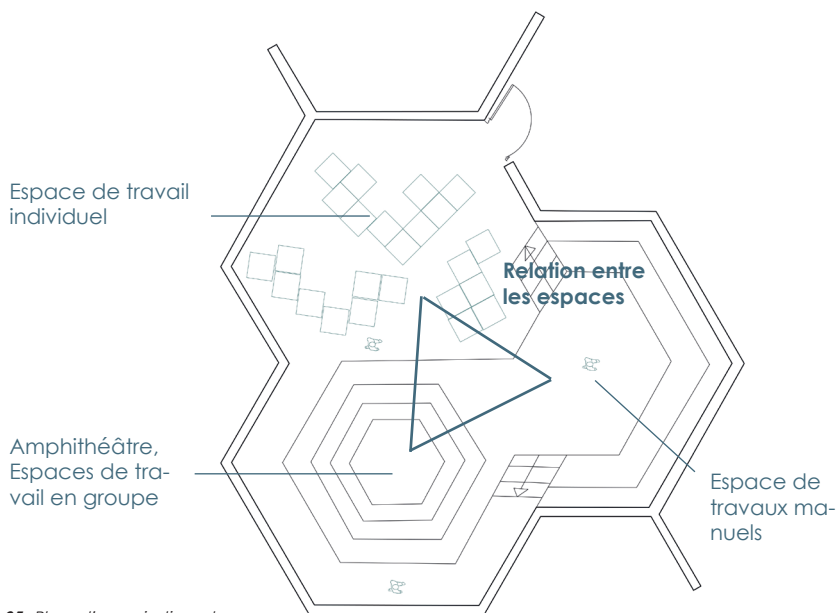 Espace de travail
individuel
Relation entre
les espaces
Amphithéâtre,
Espaces de tra-
vail en groupe
Espace de
travaux ma-
nuels